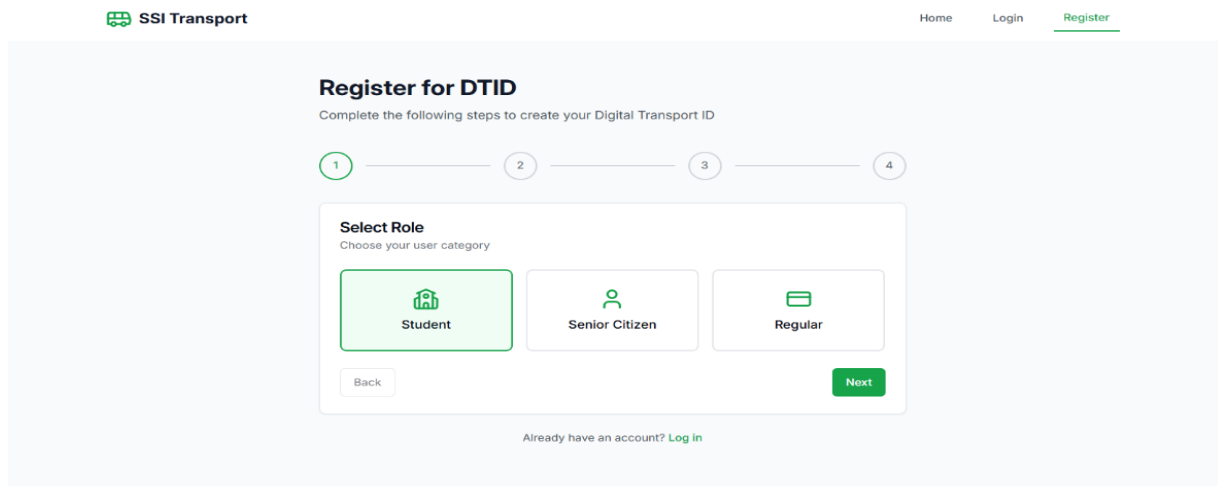 SSI Transport
Home Login Register
Register for DTID
Complete the following steps to create your Digital Transport ID
1 2 3 4
Select Role
Choose your user category
Student Senior Citizen Regular
Back Next
Already have an account? Log in